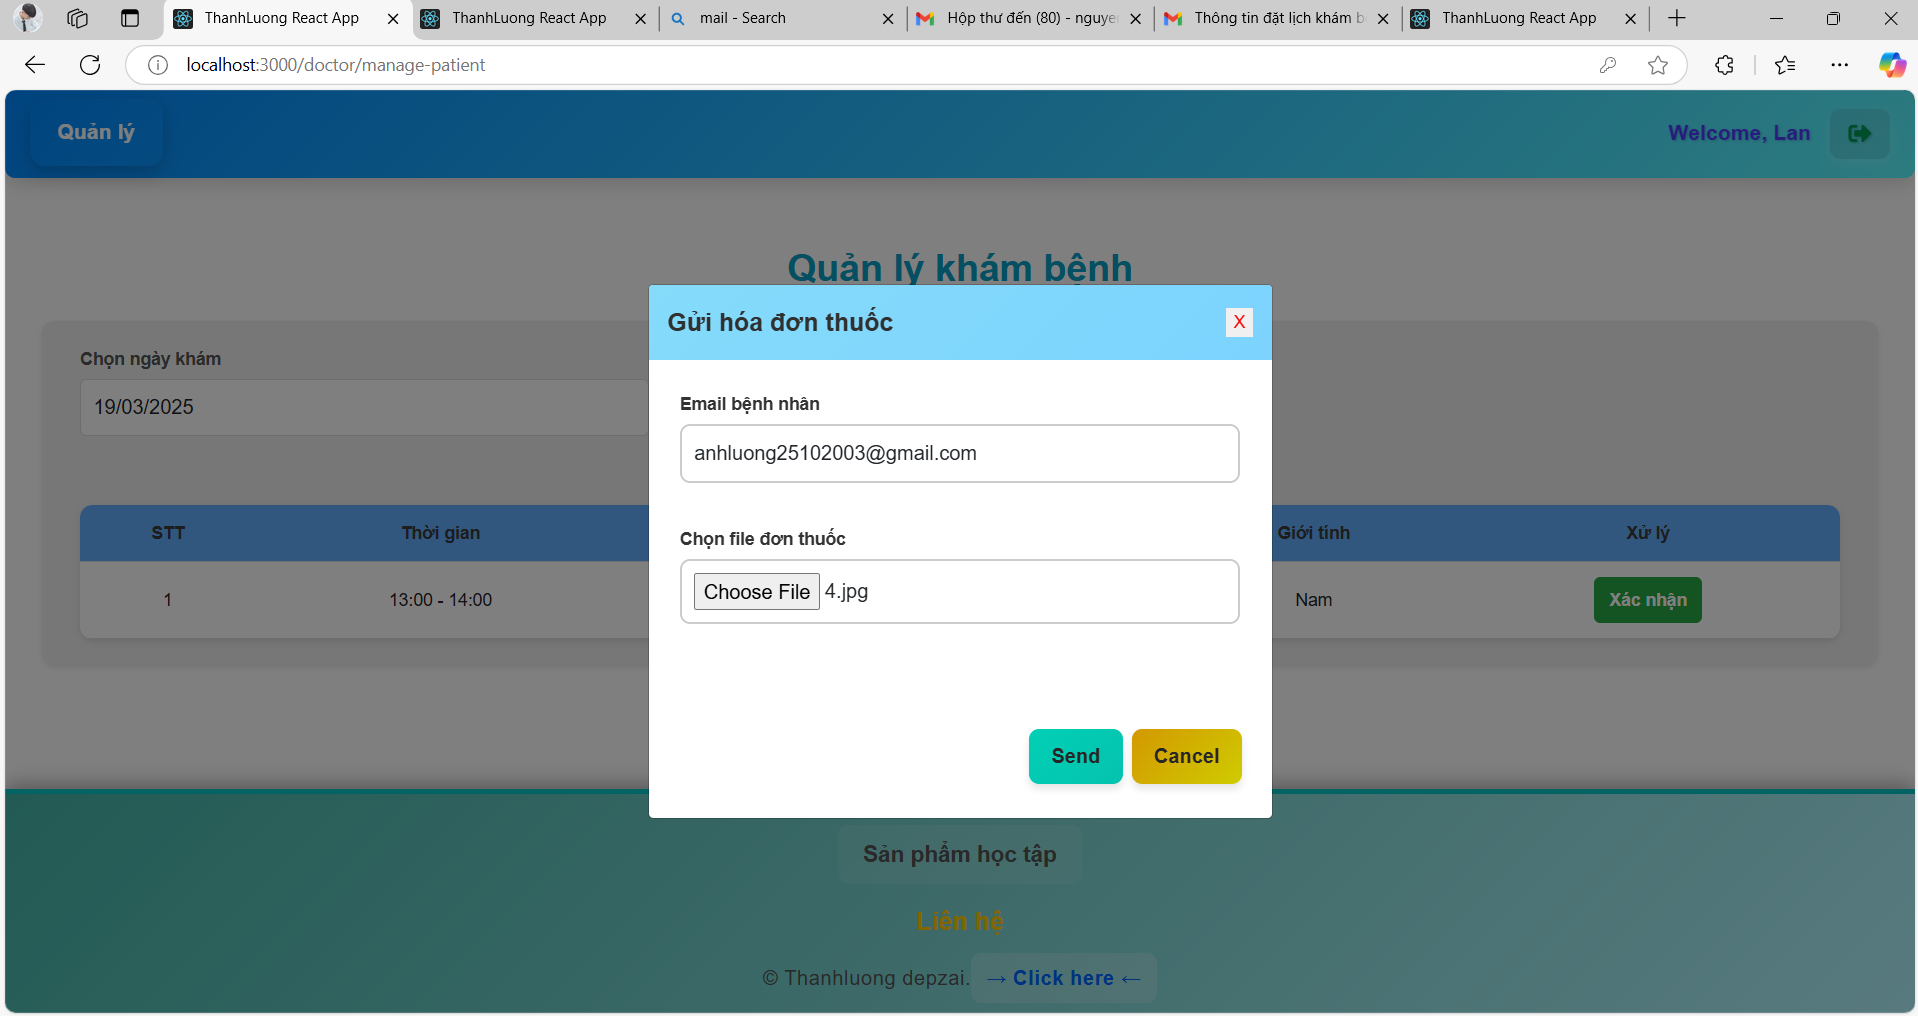 ThanhLuong React App
ThanhLuong React App
mail - Search
Hộp thư đến (80) - nguye
Thông tin đặt lịch khám b
ThanhLuong React App
localhost:3000/doctor/manage-patient
Quản lý
Welcome, Lan
Quản lý khám bệnh
Gửi hóa đơn thuốc
X
Chọn ngày khám
19/03/2025
Email bệnh nhân
anhluong25102003@gmail.com
Chọn file đơn thuốc
Choose File 4.jpg
STT Thời gian Giới tính Xử lý
1 13:00 - 14:00 Nam Xác nhận
Send Cancel
Sản phẩm học tập
Liên hệ
© Thanhluong depzai. → Click here ←